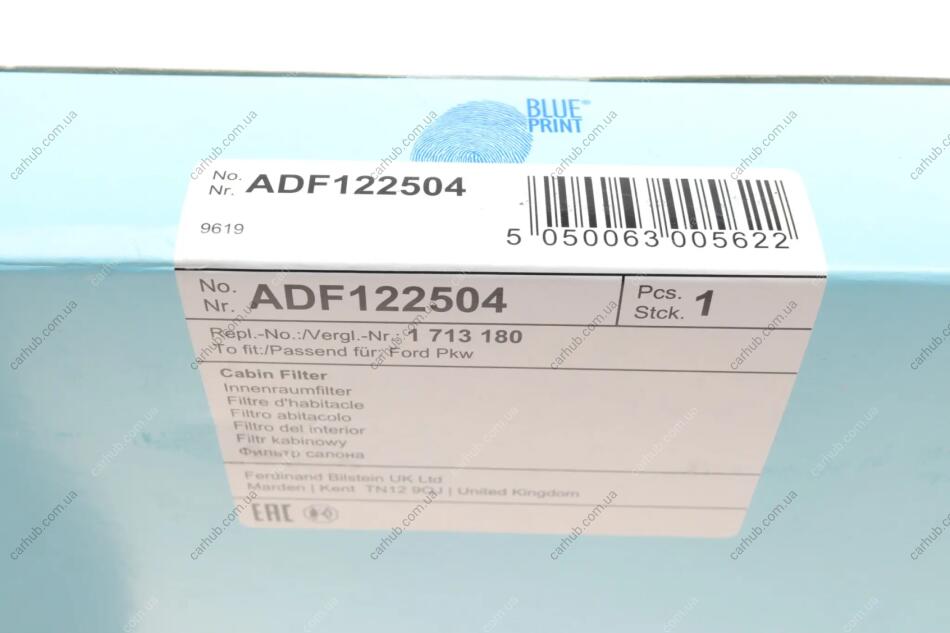 BLUE®
PRINT
No.
Nr. ADF122504
9619
5 050063 005622
No.
Nr. ADF122504
Pcs.
Stck. 1
Repl.-No.:/Vergl.-Nr.: 1 713 180
To fit:/Passend für: Ford Pkw
Cabin Filter
Innenraumfilter
Filtre d'habitacle
Filtro abitacolo
Filtro del interior
Filtr kabinowy
Фильтр салона
Ferdinand Bilstein UK Ltd
Marden | Kent TN12 9QJ | United Kingdom
EAC
carhub.com.ua